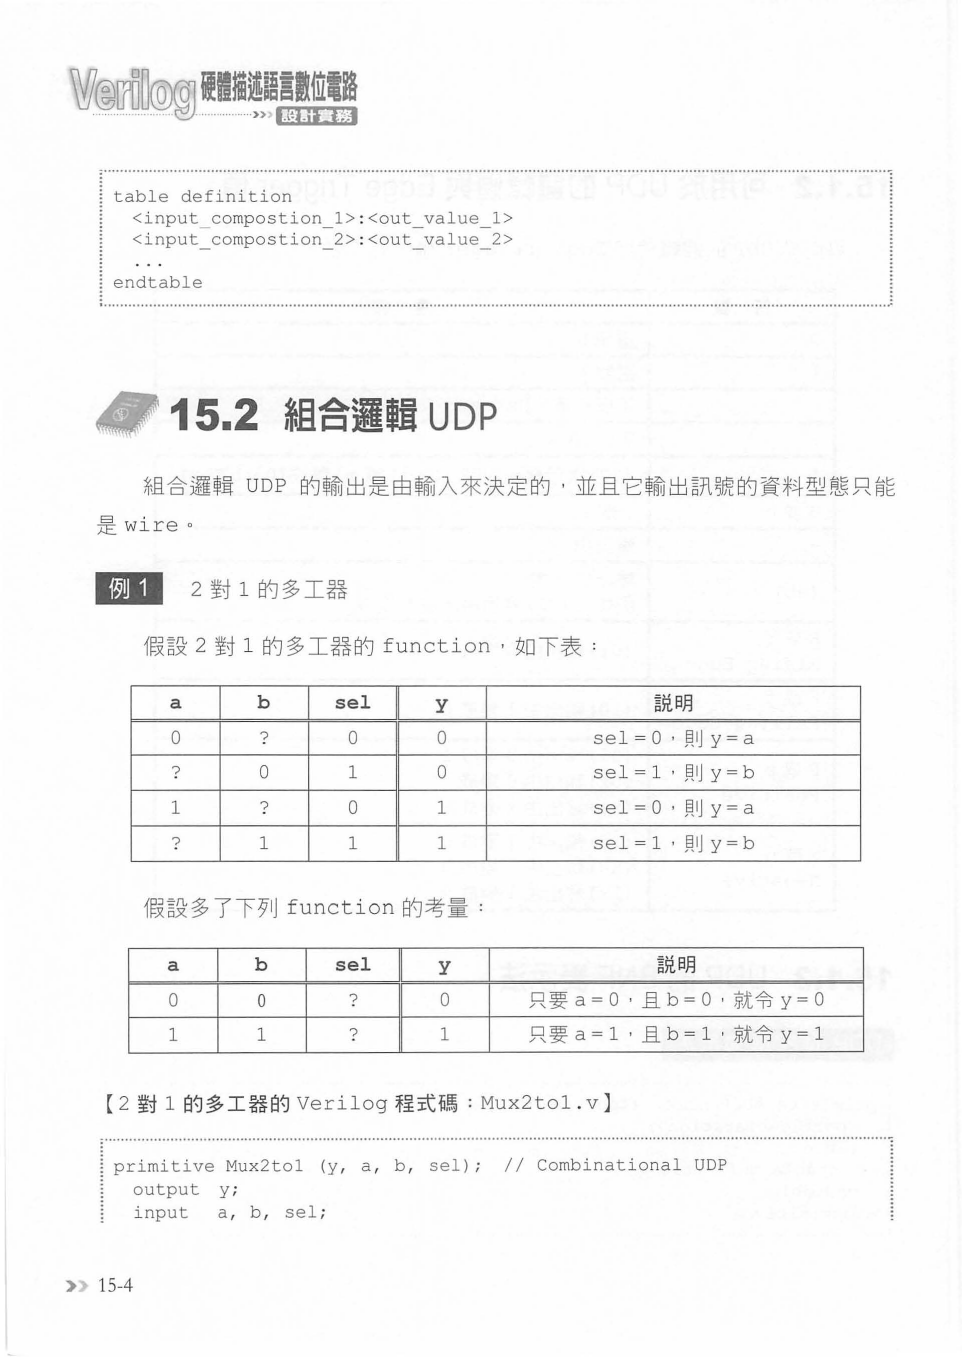 Verilog 硬體描述語言數位電路
設計實務
table definition
<input_compostion_1>:<out_value_1>
<input_compostion_2>:<out_value_2>
...
endtable
15.2 組合邏輯 UDP
組合邏輯 UDP 的輸出是由輸入來決定的，並且它輸出訊號的資料型態只能
是 wire。
例 1 2 對 1 的多工器
假設 2 對 1 的多工器的 function，如下表：
a b sel y 說明
0 ? 0 0 sel=0，則 y=a
? 0 1 0 sel=1，則 y=b
1 ? 0 1 sel=0，則 y=a
? 1 1 1 sel=1，則 y=b
假設多了下列 function 的考量：
a b sel y 說明
0 0 ? 0 只要 a=0，且 b=0，就令 y=0
1 1 ? 1 只要 a=1，且 b=1，就令 y=1
【2 對 1 的多工器的 Verilog 程式碼：Mux2to1.v】
primitive Mux2to1 (y, a, b, sel); // Combinational UDP
output y;
input a, b, sel;
15-4